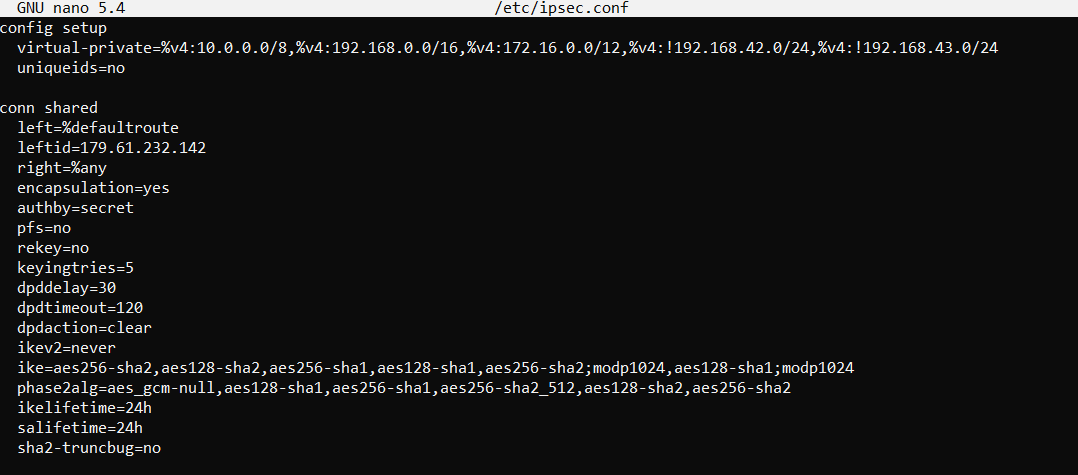 GNU nano 5.4 /etc/ipsec.conf
config setup
virtual-private=%v4:10.0.0.0/8,%v4:192.168.0.0/16,%v4:172.16.0.0/12,%v4:!192.168.42.0/24,%v4:!192.168.43.0/24
uniqueids=no
conn shared
left=%defaultroute
leftid=179.61.232.142
right=%any
encapsulation=yes
authby=secret
pfs=no
rekey=no
keyingtries=5
dpddelay=30
dpdtimeout=120
dpdaction=clear
ikev2=never
ike=aes256-sha2,aes128-sha2,aes256-sha1,aes128-sha1,aes256-sha2;modp1024,aes128-sha1;modp1024
phase2alg=aes_gcm-null,aes128-sha1,aes256-sha1,aes256-sha2_512,aes128-sha2,aes256-sha2
ikelifetime=24h
salifetime=24h
sha2-truncbug=no